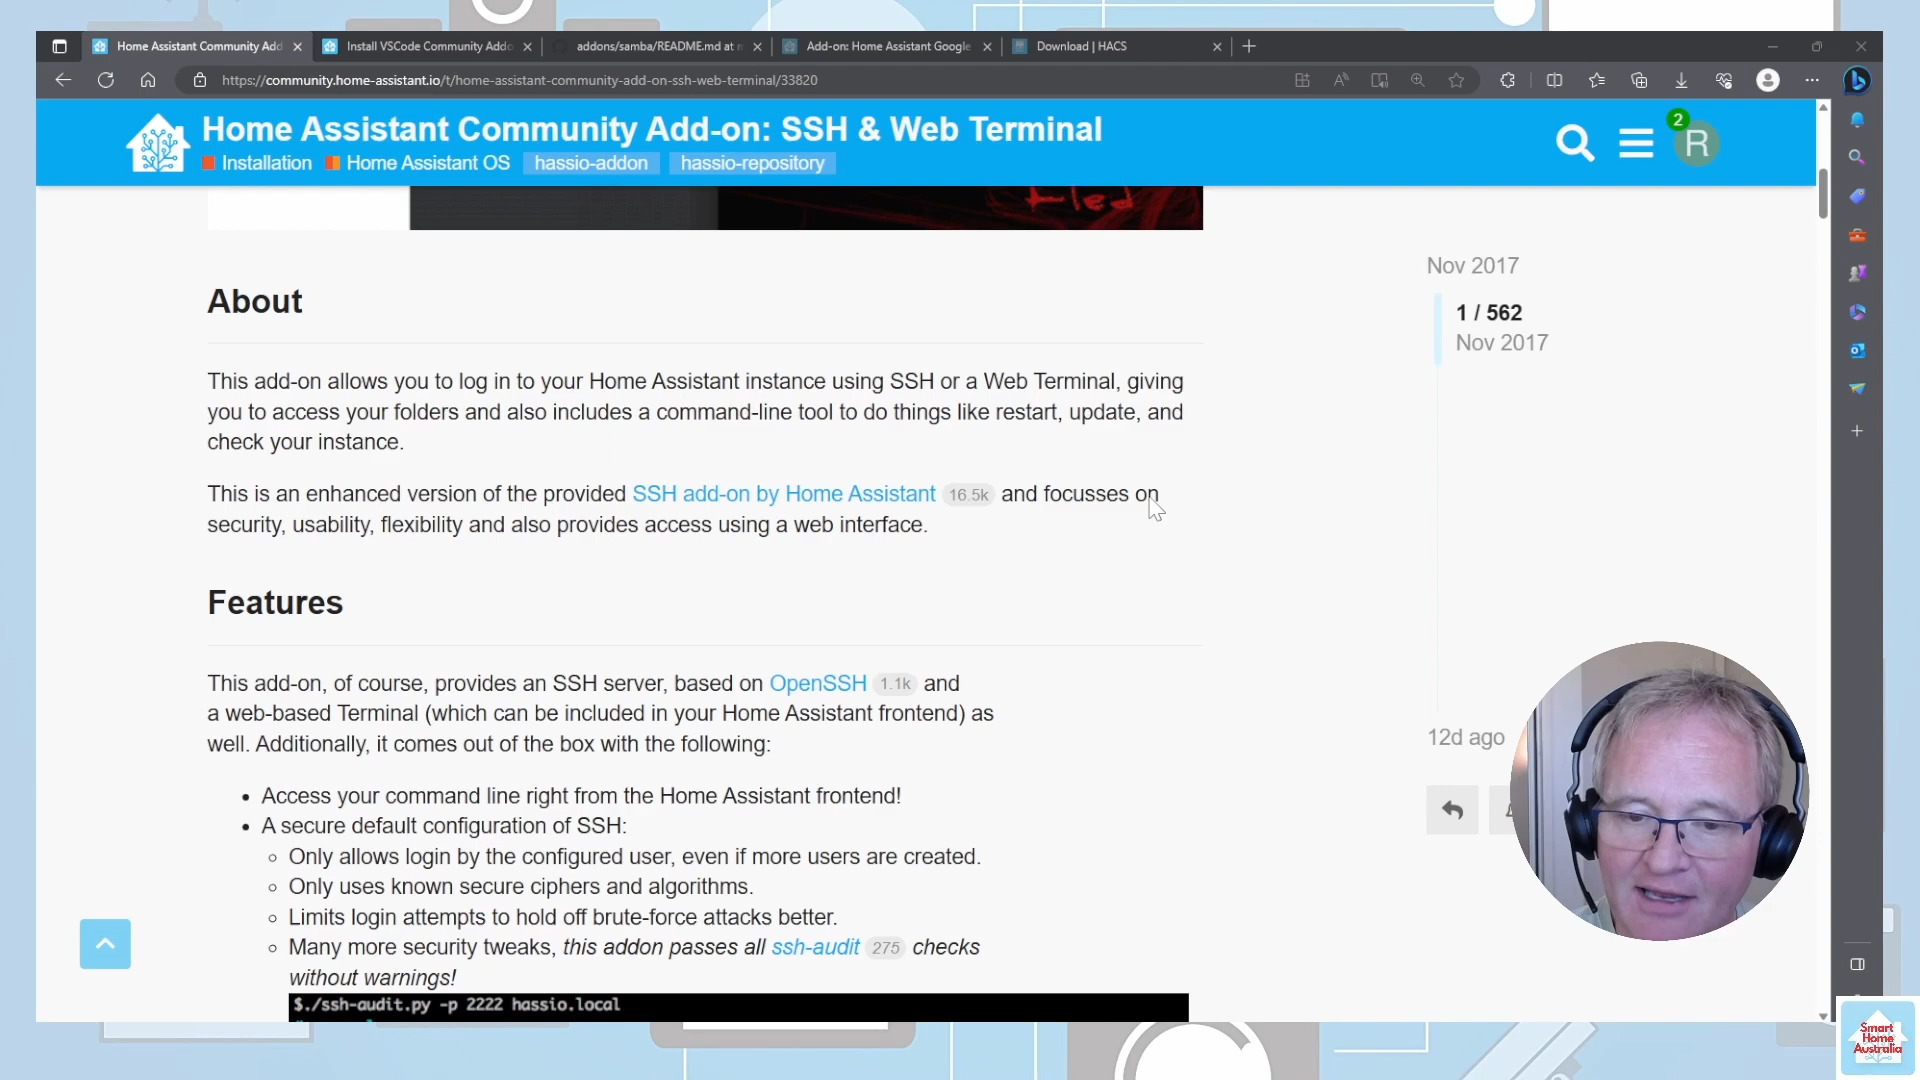 Home Assistant Community Add
Install VSCode Community Addo
addons/samba/README.md at m
Add-on: Home Assistant Google
Download | HACS
https://community.home-assistant.io/t/home-assistant-community-add-on-ssh-web-terminal/33820
Home Assistant Community Add-on: SSH & Web Terminal
Installation Home Assistant OS hassio-addon hassio-repository
2
R
About
This add-on allows you to log in to your Home Assistant instance using SSH or a Web Terminal, giving
you to access your folders and also includes a command-line tool to do things like restart, update, and
check your instance.
This is an enhanced version of the provided SSH add-on by Home Assistant 16.5k and focusses on
security, usability, flexibility and also provides access using a web interface.
Features
This add-on, of course, provides an SSH server, based on OpenSSH 1.1k and
a web-based Terminal (which can be included in your Home Assistant frontend) as
well. Additionally, it comes out of the box with the following:
• Access your command line right from the Home Assistant frontend!
• A secure default configuration of SSH:
◦ Only allows login by the configured user, even if more users are created.
◦ Only uses known secure ciphers and algorithms.
◦ Limits login attempts to hold off brute-force attacks better.
◦ Many more security tweaks, this addon passes all ssh-audit 275 checks
without warnings!
$./ssh-audit.py -p 2222 hassio.local
Nov 2017
1 / 562
Nov 2017
12d ago
Smart
Home
Australia